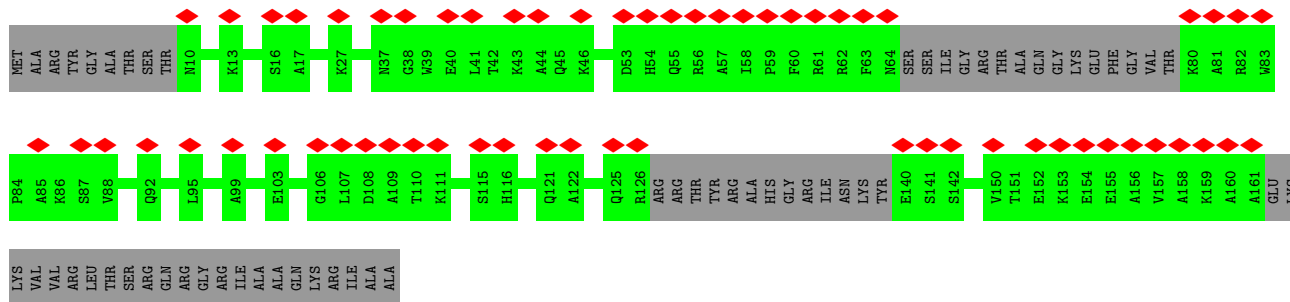 MET ALA ARG TYR GLY ALA THR SER THR N10 K13 S16 A17 K27 N37 G38 W39 E40 L41 T42 K43 A44 Q45 K46 D53 H54 Q55 R56 A57 I58 P59 F60 R61 R62 F63 N64 SER SER ILE GLY ARG THR ALA GLN GLY LYS GLU PHE GLY VAL THR K80 A81 R82 W83
P84 A85 K86 S87 V88 Q92 L95 A99 E103 G106 L107 D108 A109 T110 K111 S115 H116 Q121 A122 Q125 R126 ARG ARG THR TYR ARG ALA HIS GLY ARG ILE ASN LYS TYR E140 S141 S142 V150 T151 E152 K153 E154 E155 A156 V157 A158 K159 A160 A161 GLU
LYS VAL VAL ARG LEU THR SER ARG GLN ARG GLY ARG ILE ALA ALA GLN LYS ARG ILE ALA ALA